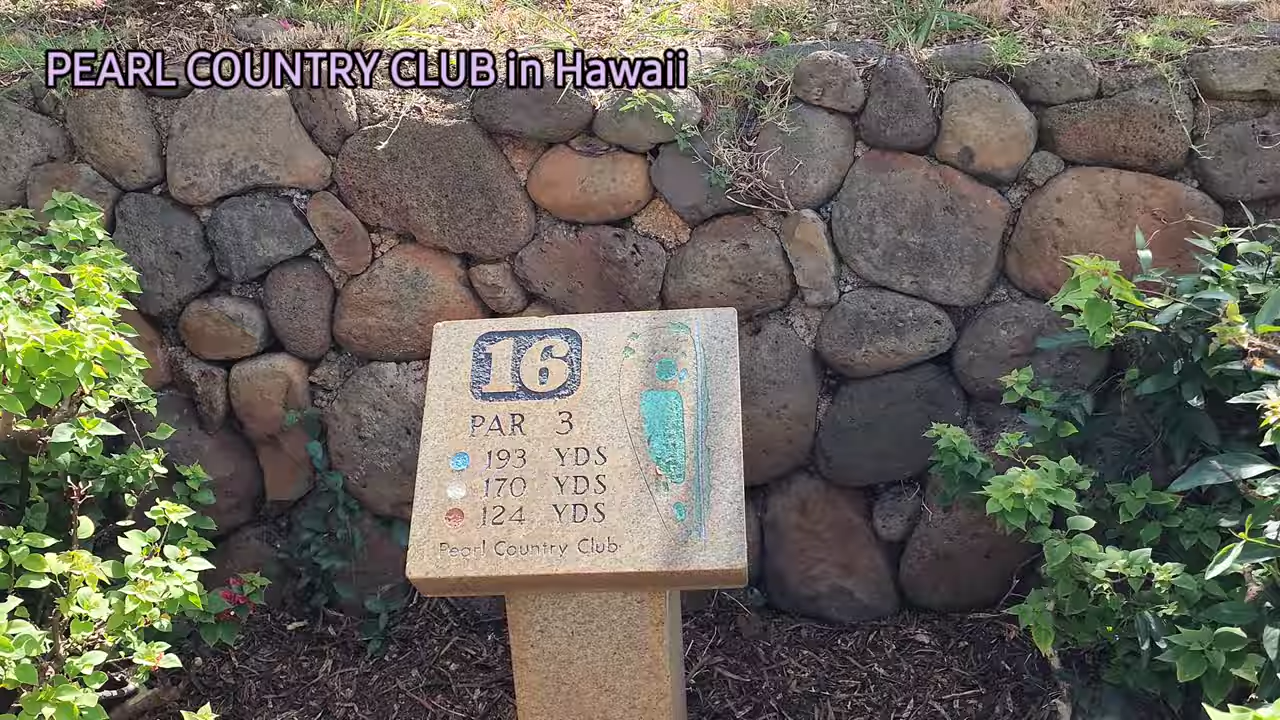 PEARL COUNTRY CLUB in Hawaii
16
PAR 3
193 YDS
170 YDS
124 YDS
Pearl Country Club